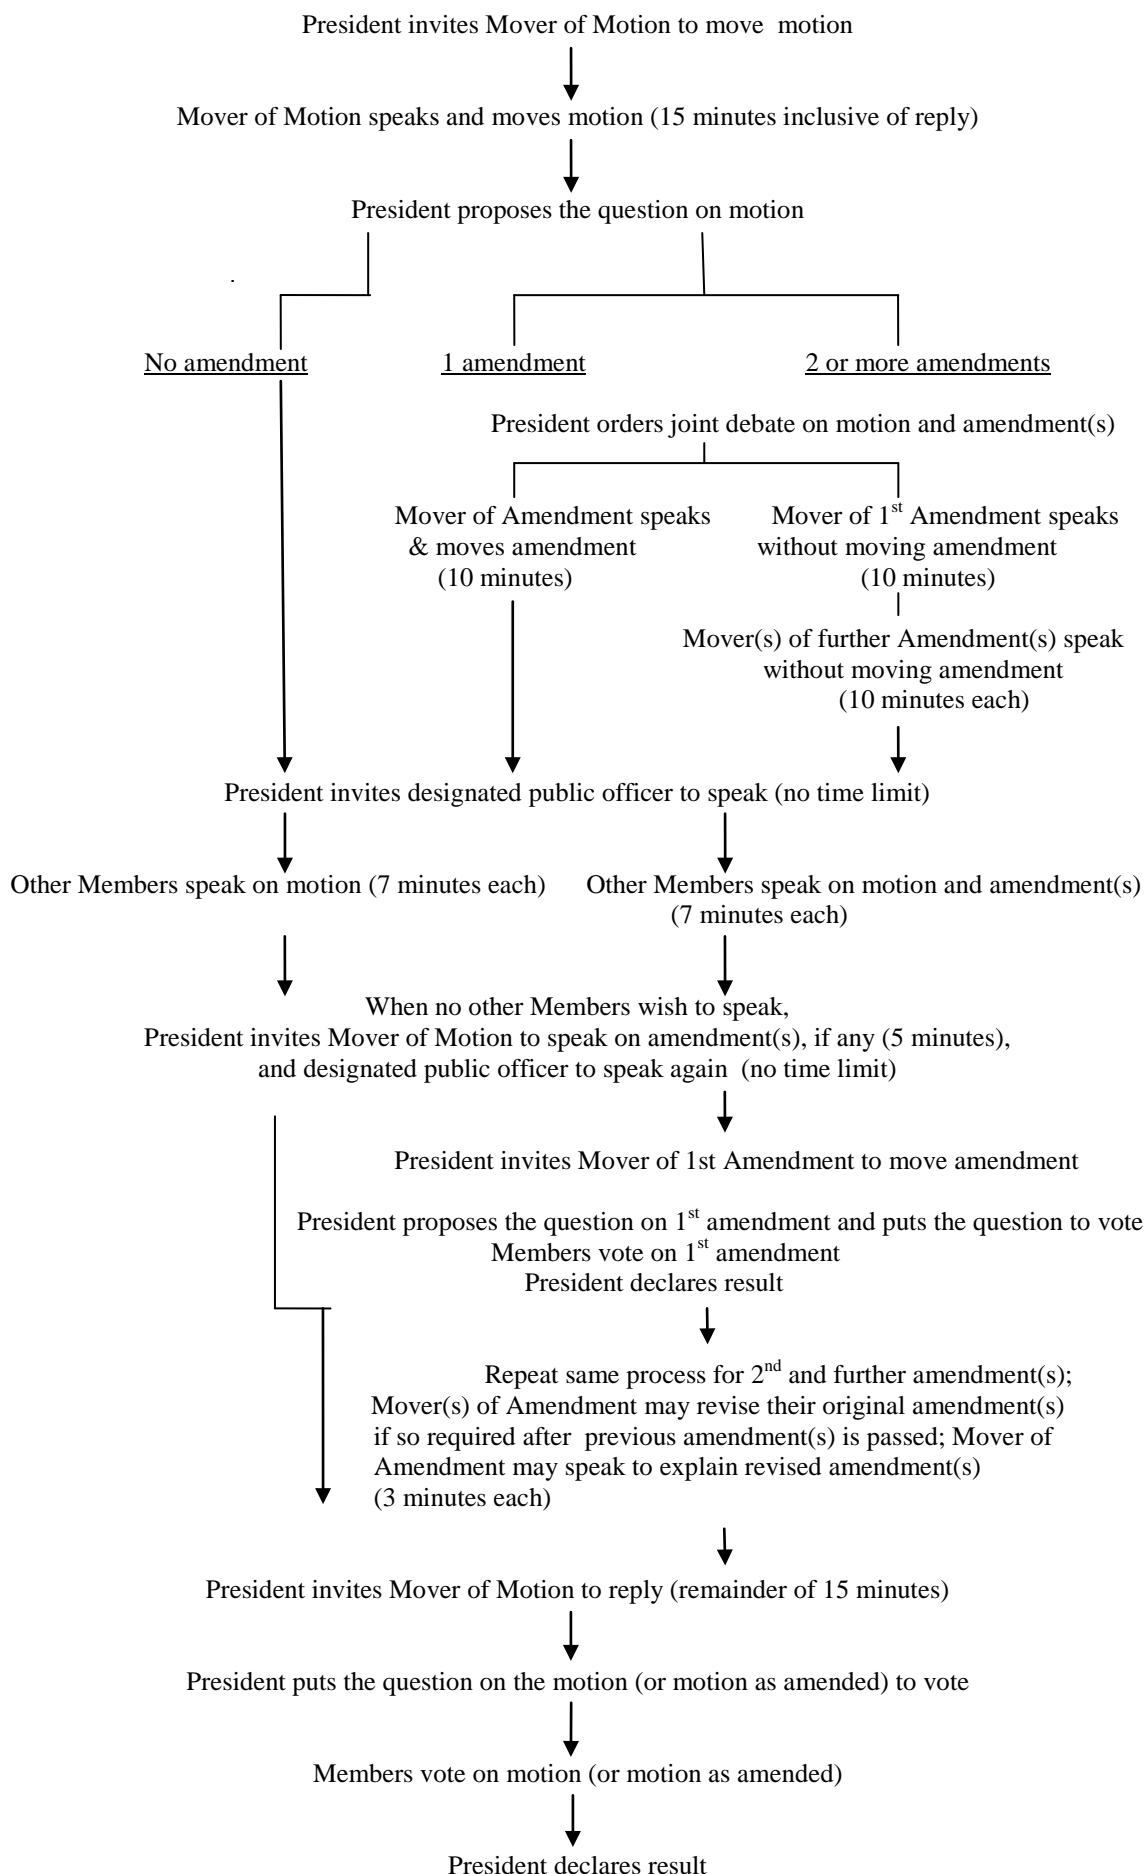 President invites Mover of Motion to move motion
Mover of Motion speaks and moves motion (15 minutes inclusive of reply)
President proposes the question on motion
No amendment
1 amendment
2 or more amendments
President orders joint debate on motion and amendment(s)
Mover of Amendment speaks
& moves amendment
(10 minutes)
Mover of 1st Amendment speaks
without moving amendment
(10 minutes)
Mover(s) of further Amendment(s) speak
without moving amendment
(10 minutes each)
President invites designated public officer to speak (no time limit)
Other Members speak on motion (7 minutes each)
Other Members speak on motion and amendment(s)
(7 minutes each)
When no other Members wish to speak,
President invites Mover of Motion to speak on amendment(s), if any (5 minutes),
and designated public officer to speak again (no time limit)
President invites Mover of 1st Amendment to move amendment
President proposes the question on 1st amendment and puts the question to vote
Members vote on 1st amendment
President declares result
Repeat same process for 2nd and further amendment(s);
Mover(s) of Amendment may revise their original amendment(s)
if so required after previous amendment(s) is passed; Mover of
Amendment may speak to explain revised amendment(s)
(3 minutes each)
President invites Mover of Motion to reply (remainder of 15 minutes)
President puts the question on the motion (or motion as amended) to vote
Members vote on motion (or motion as amended)
President declares result